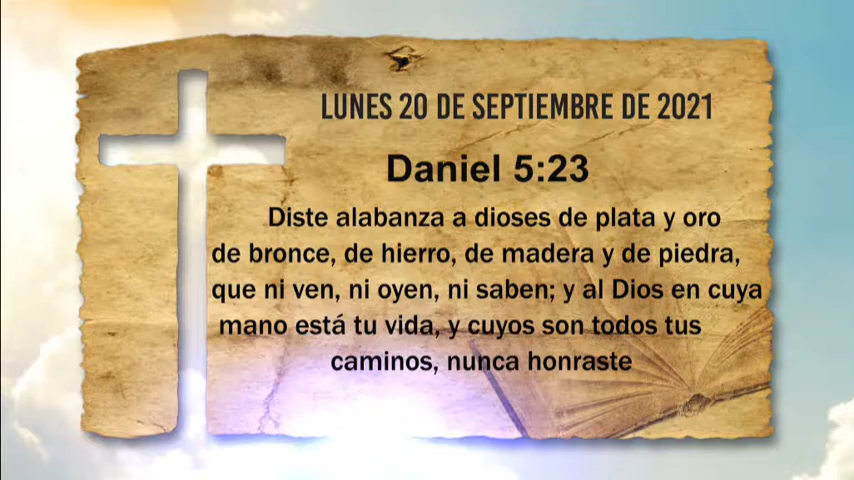 LUNES 20 DE SEPTIEMBRE DE 2021
Daniel 5:23
Diste alabanza a dioses de plata y oro
de bronce, de hierro, de madera y de piedra,
que ni ven, ni oyen, ni saben; y al Dios en cuya
mano está tu vida, y cuyos son todos tus
caminos, nunca honraste